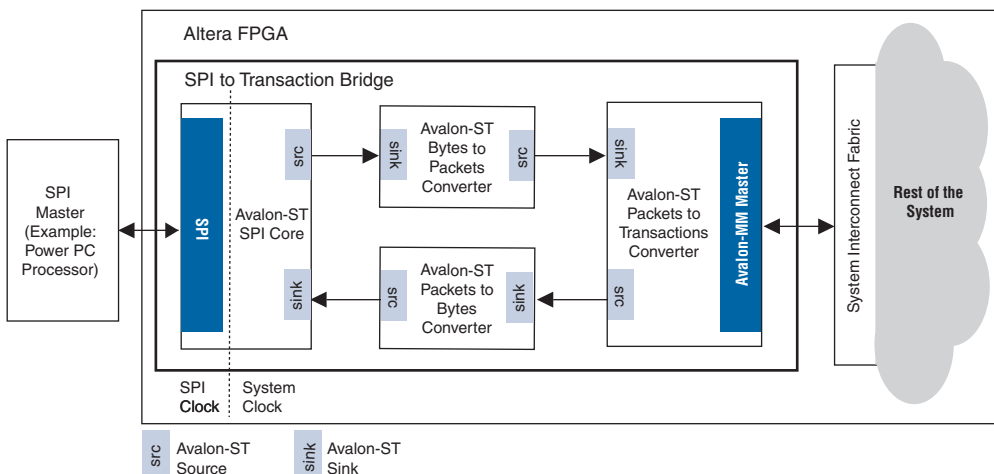 Altera FPGA
SPI to Transaction Bridge
SPI
Master
(Example:
Power PC
Processor)
SPI
Avalon-ST
SPI Core
src
sink
sink
Avalon-ST
Bytes to
Packets
Converter
src
src
Avalon-ST
Packets to
Bytes
Converter
sink
sink
src
Avalon-ST
Packets to
Transactions
Converter
Avalon-MM Master
System Interconnect Fabric
Rest of the
System
SPI
Clock
System
Clock
src
Avalon-ST
Source
sink
Avalon-ST
Sink